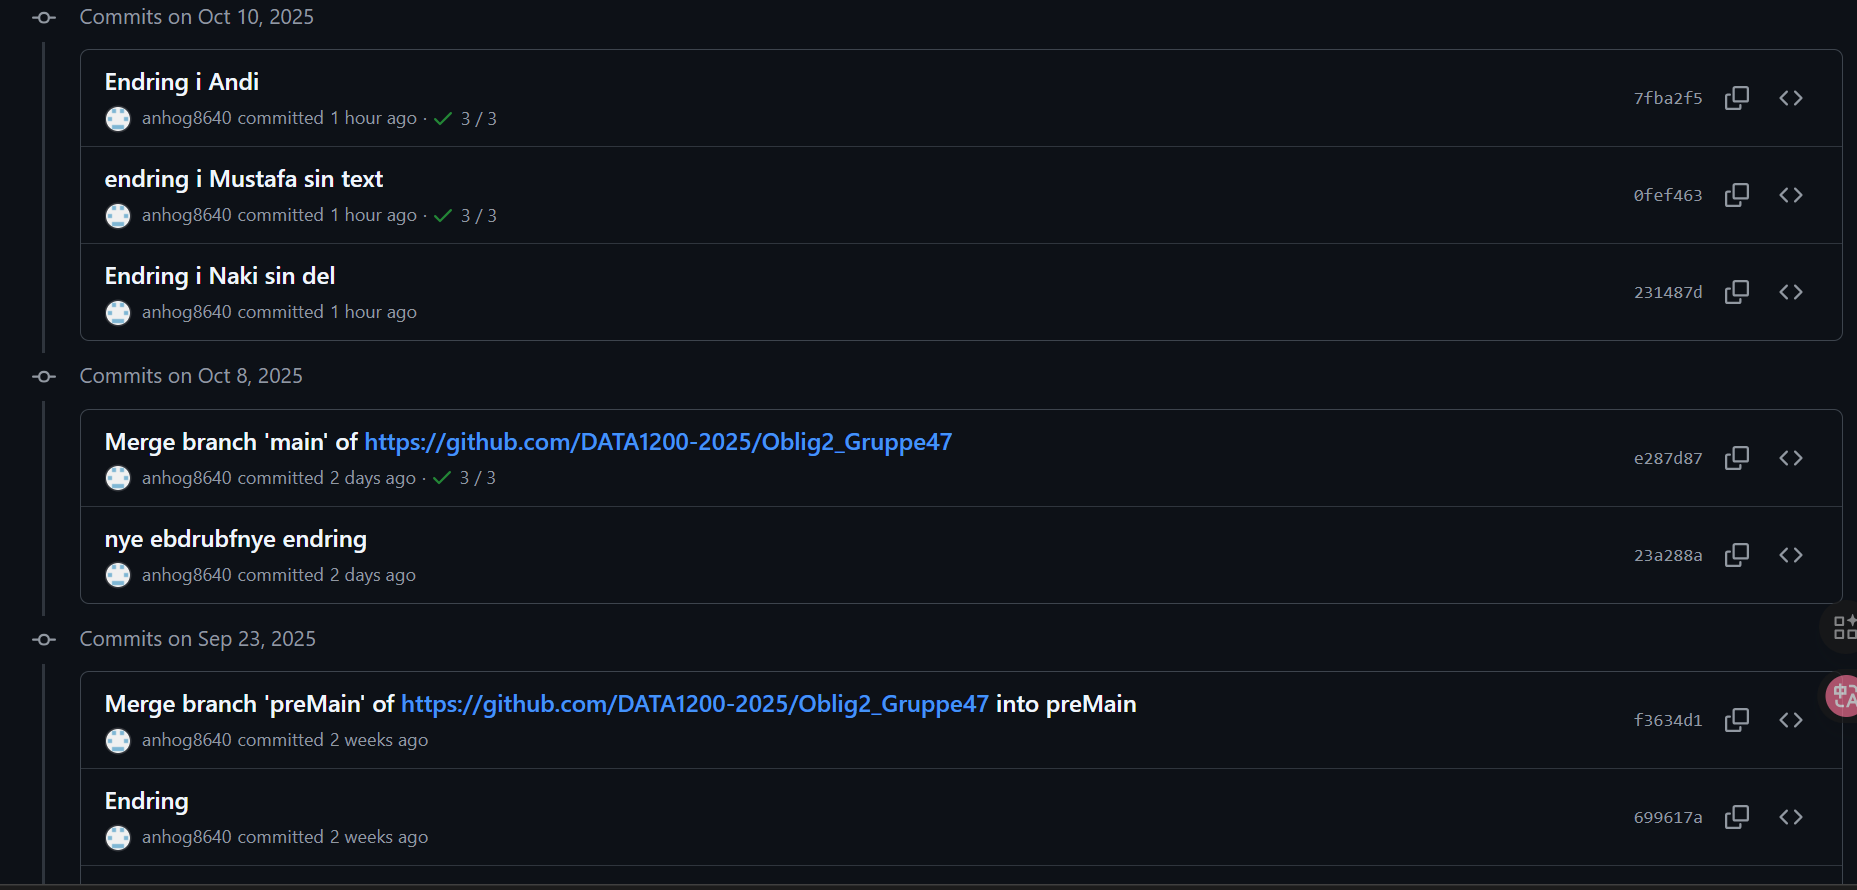 Commits on Oct 10, 2025
Endring i Andi
anhog8640 committed 1 hour ago · ✓ 3 / 3
7fba2f5
endring i Mustafa sin text
anhog8640 committed 1 hour ago · ✓ 3 / 3
0fef463
Endring i Naki sin del
anhog8640 committed 1 hour ago
231487d
Commits on Oct 8, 2025
Merge branch 'main' of https://github.com/DATA1200-2025/Oblig2_Gruppe47
anhog8640 committed 2 days ago · ✓ 3 / 3
e287d87
nye ebdrubfnye endring
anhog8640 committed 2 days ago
23a288a
Commits on Sep 23, 2025
Merge branch 'preMain' of https://github.com/DATA1200-2025/Oblig2_Gruppe47 into preMain
anhog8640 committed 2 weeks ago
f3634d1
Endring
anhog8640 committed 2 weeks ago
699617a